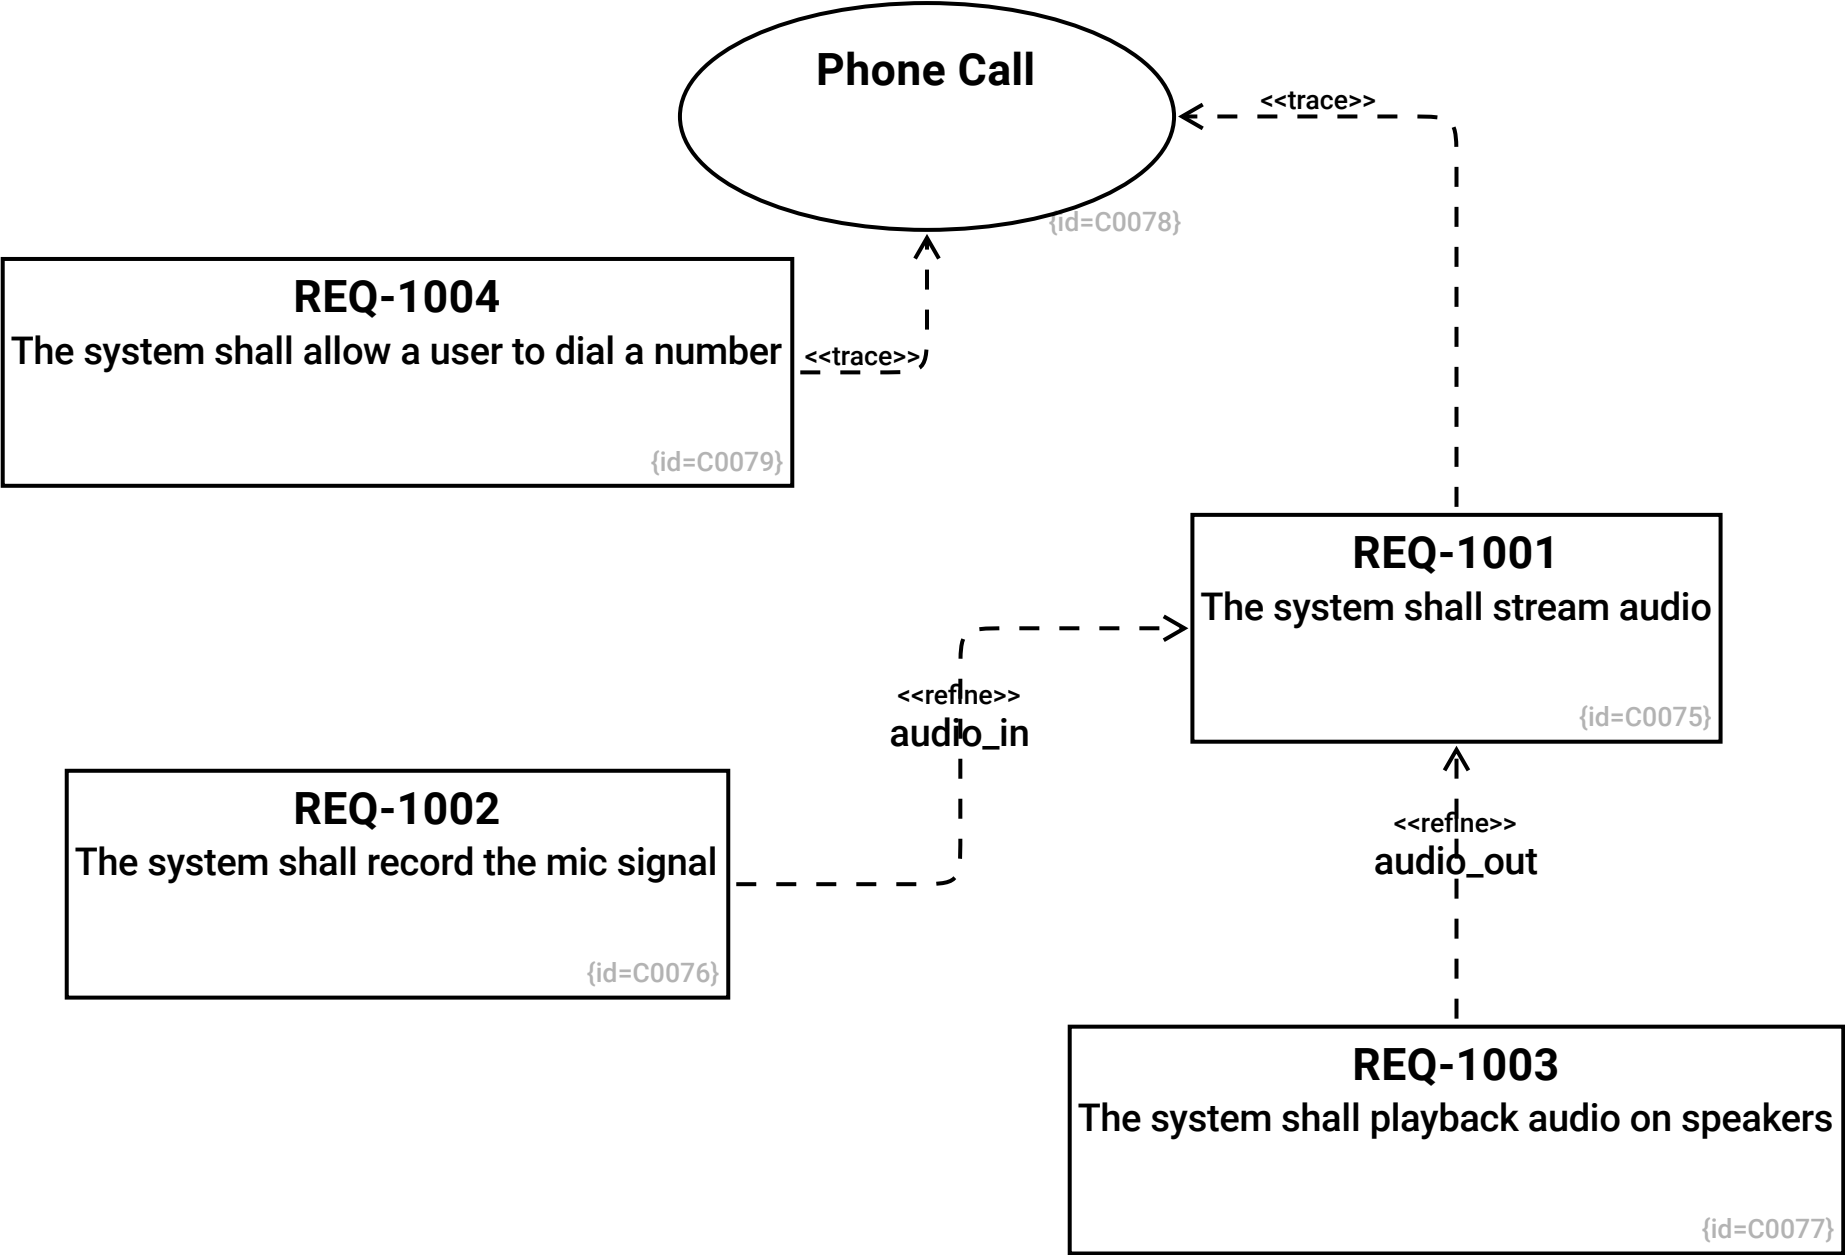 Phone Call
<<trace>>
{id=C0078}
REQ-1004
The system shall allow a user to dial a number
<<trace>>
{id=C0079}
REQ-1001
The system shall stream audio
{id=C0075}
<<refine>>
audio_in
REQ-1002
The system shall record the mic signal
{id=C0076}
<<refine>>
audio_out
REQ-1003
The system shall playback audio on speakers
{id=C0077}